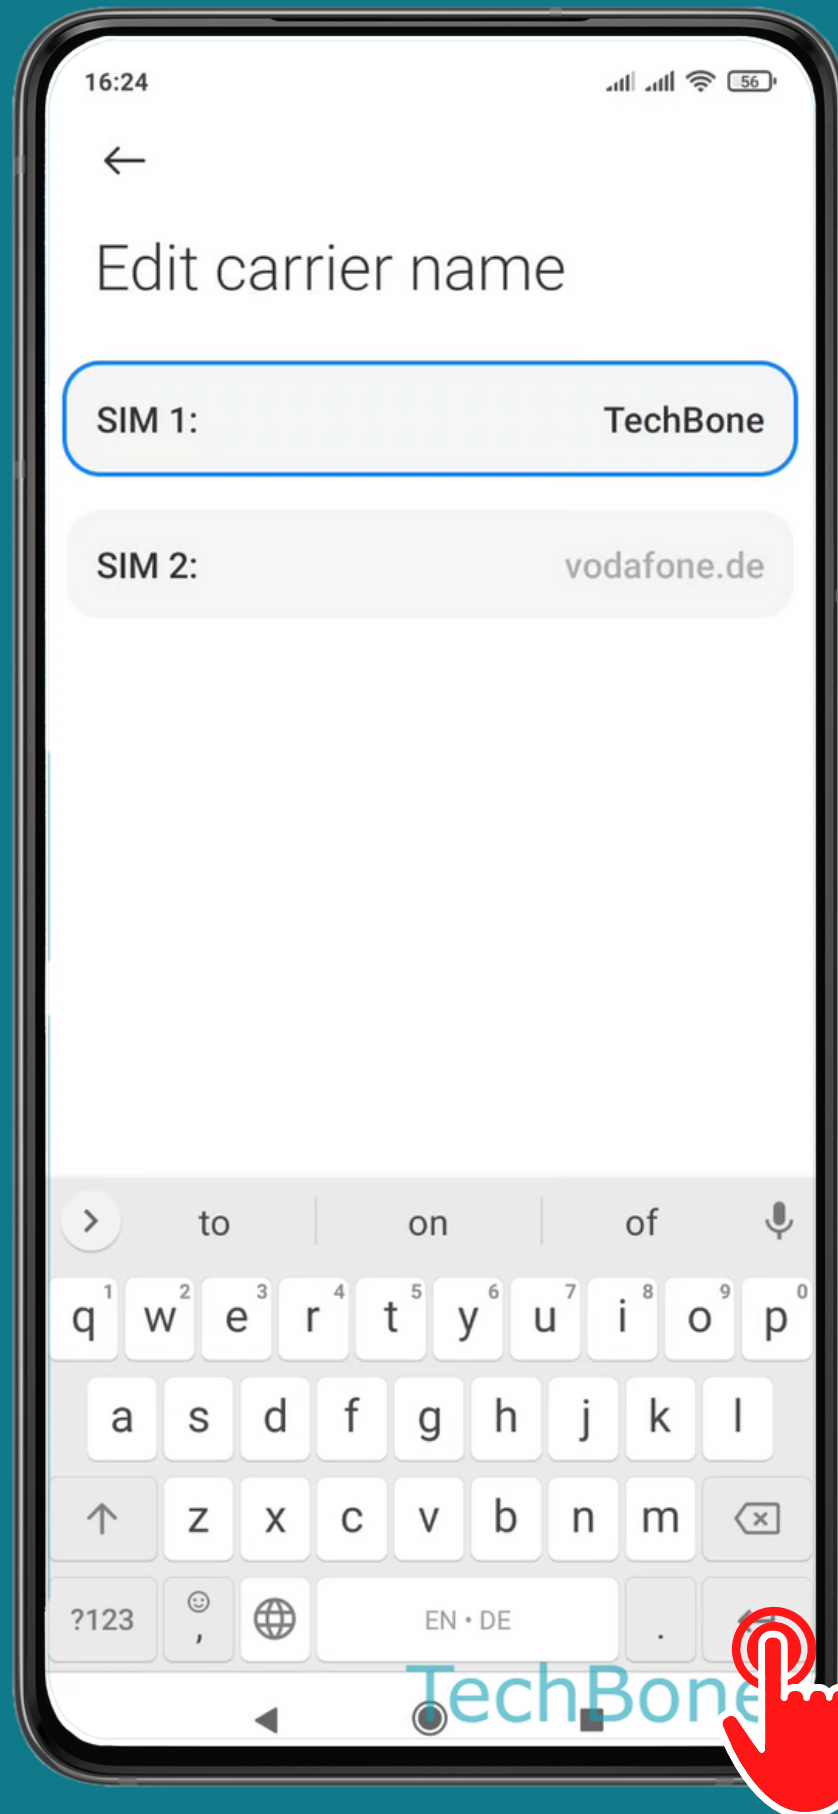 16:24
56
Edit carrier name
SIM 1: TechBone
SIM 2: vodafone.de
to on of
1 2 3 4 5 6 7 8 9 0
q w e r t y u i o p
a s d f g h j k l
z x c v b n m
?123 , EN • DE .
TechBone